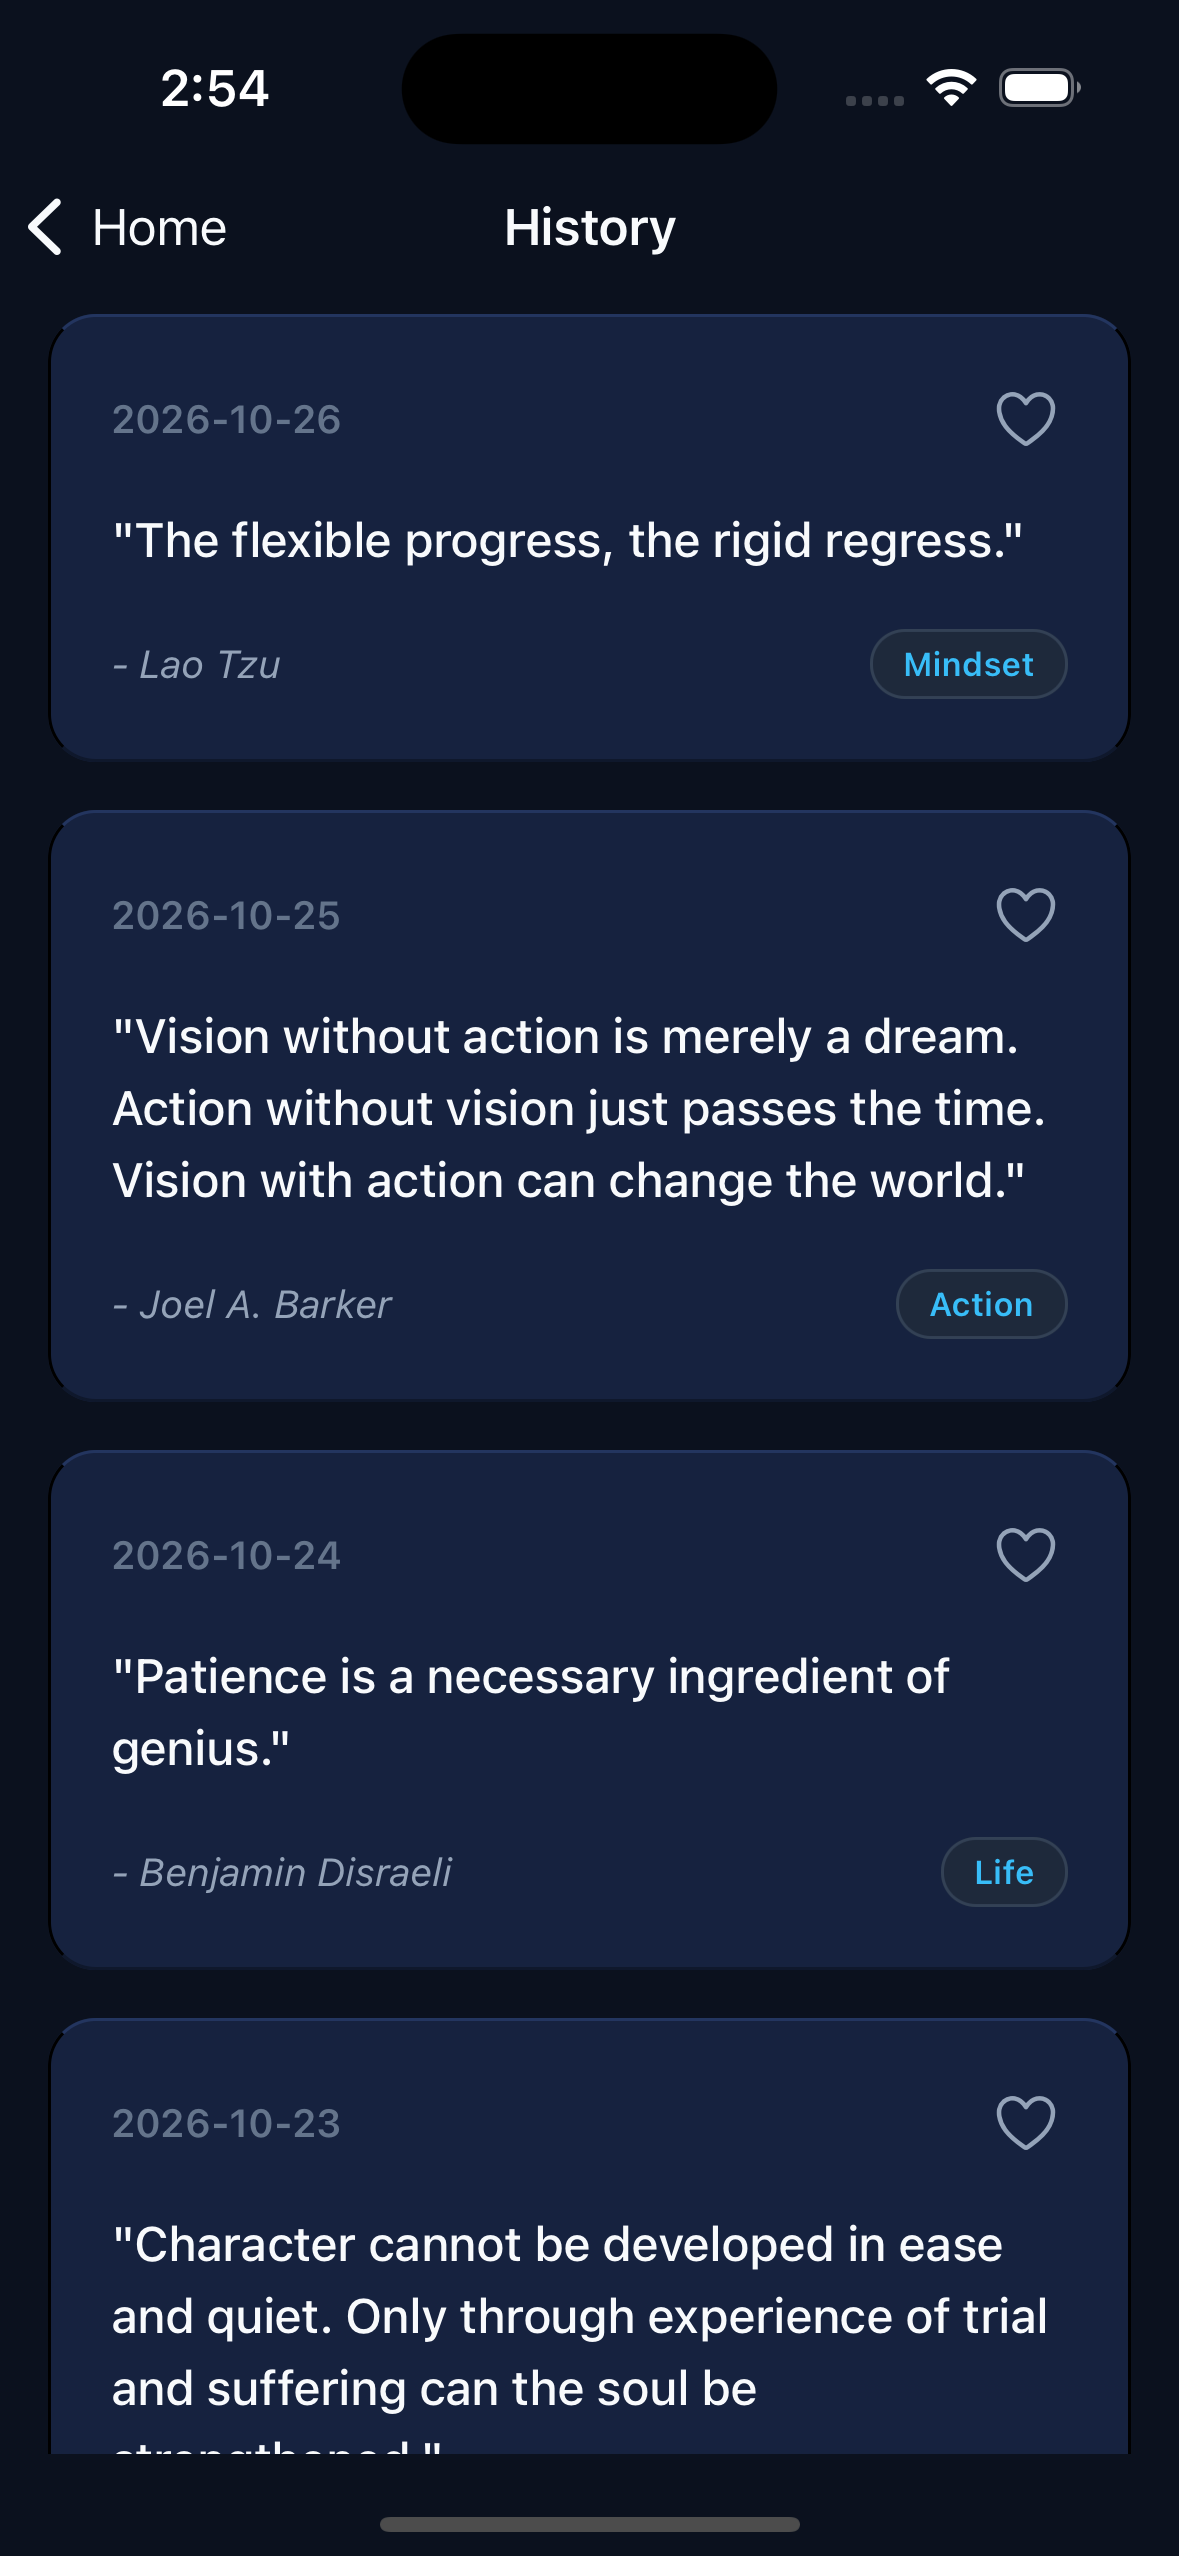 2:54
Home
History
2026-10-26
"The flexible progress, the rigid regress."
- Lao Tzu
Mindset
2026-10-25
"Vision without action is merely a dream.
Action without vision just passes the time.
Vision with action can change the world."
- Joel A. Barker
Action
2026-10-24
"Patience is a necessary ingredient of
genius."
- Benjamin Disraeli
Life
2026-10-23
"Character cannot be developed in ease
and quiet. Only through experience of trial
and suffering can the soul be
strengthened."